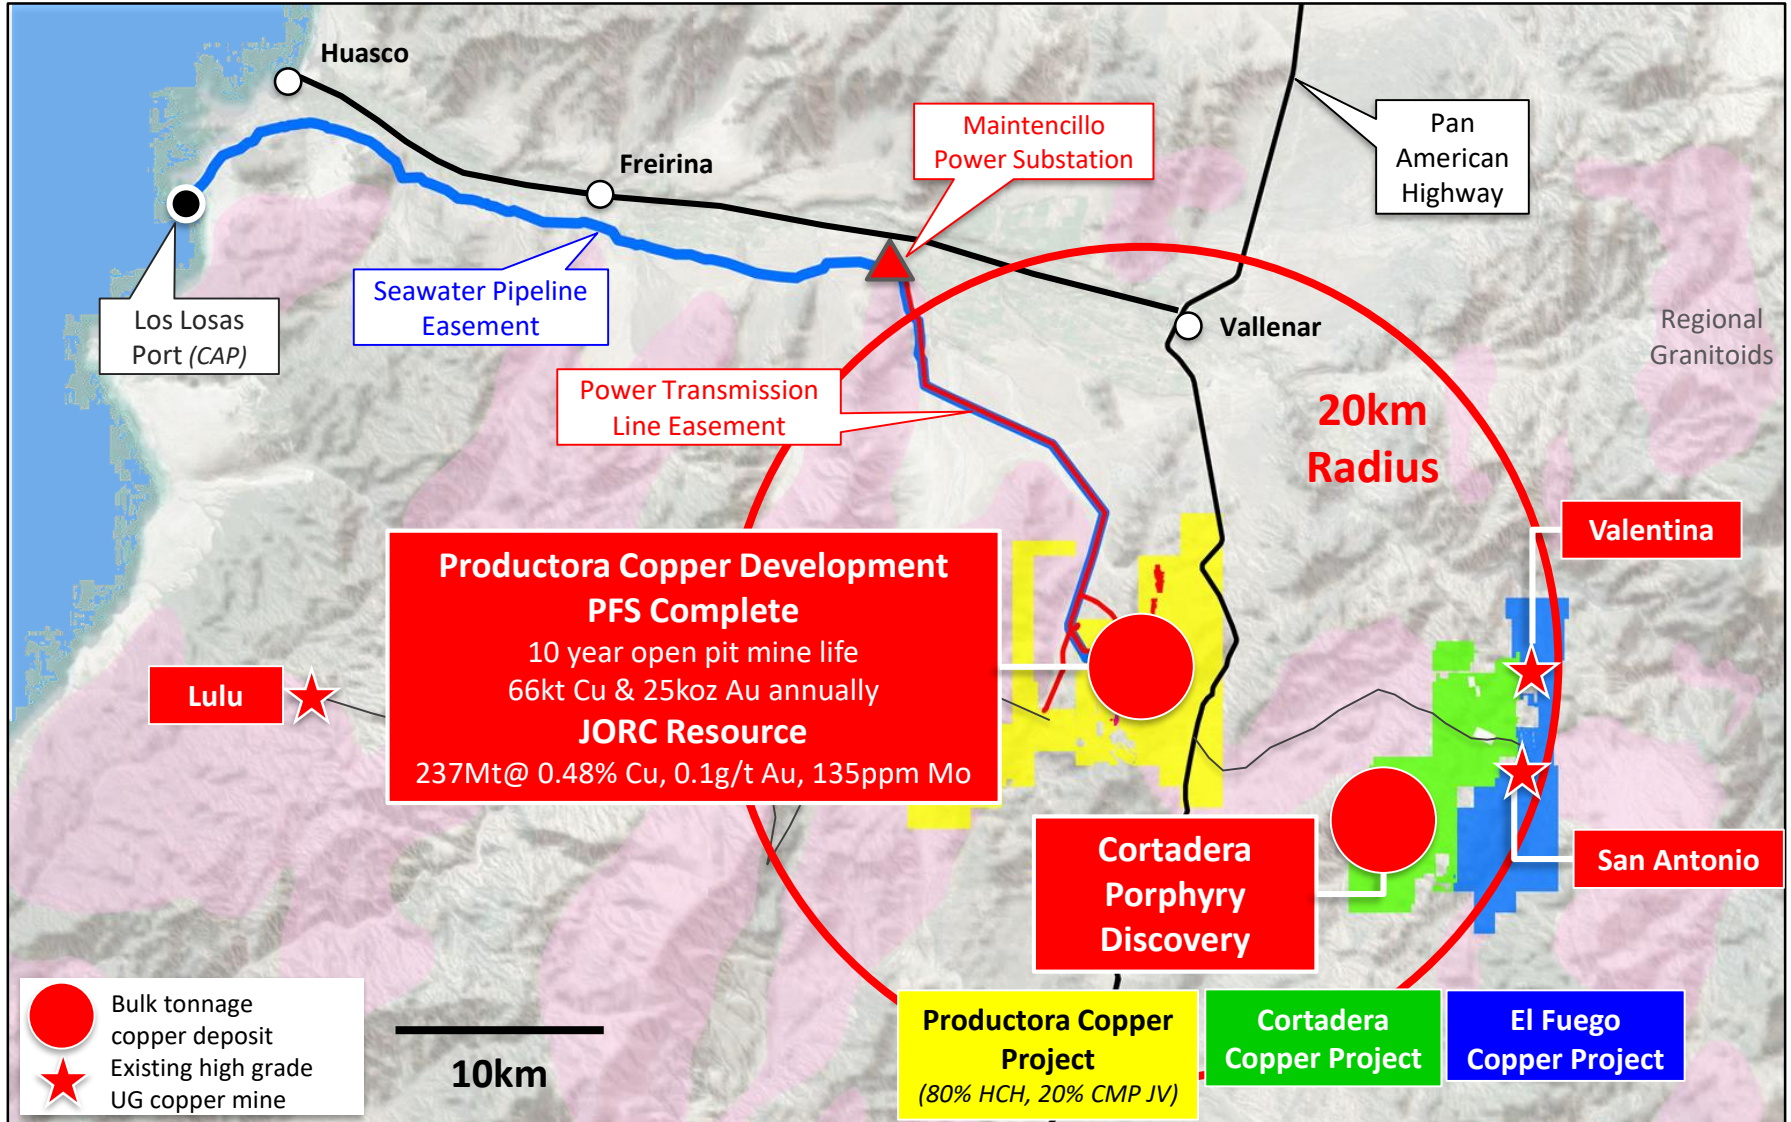 Huasco
Freirina
Maintencillo
Power Substation
Pan
American
Highway
Seawater Pipeline
Easement
Los Losas
Port (CAP)
Vallenar
Regional
Granitoids
Power Transmission
Line Easement
20km
Radius
Valentina
Productora Copper Development
PFS Complete
10 year open pit mine life
66kt Cu & 25koz Au annually
JORC Resource
237Mt@ 0.48% Cu, 0.1g/t Au, 135ppm Mo
Lulu
Cortadera
Porphyry
Discovery
San Antonio
Bulk tonnage
copper deposit
Existing high grade
UG copper mine
10km
Productora Copper
Project
(80% HCH, 20% CMP JV)
Cortadera
Copper Project
El Fuego
Copper Project